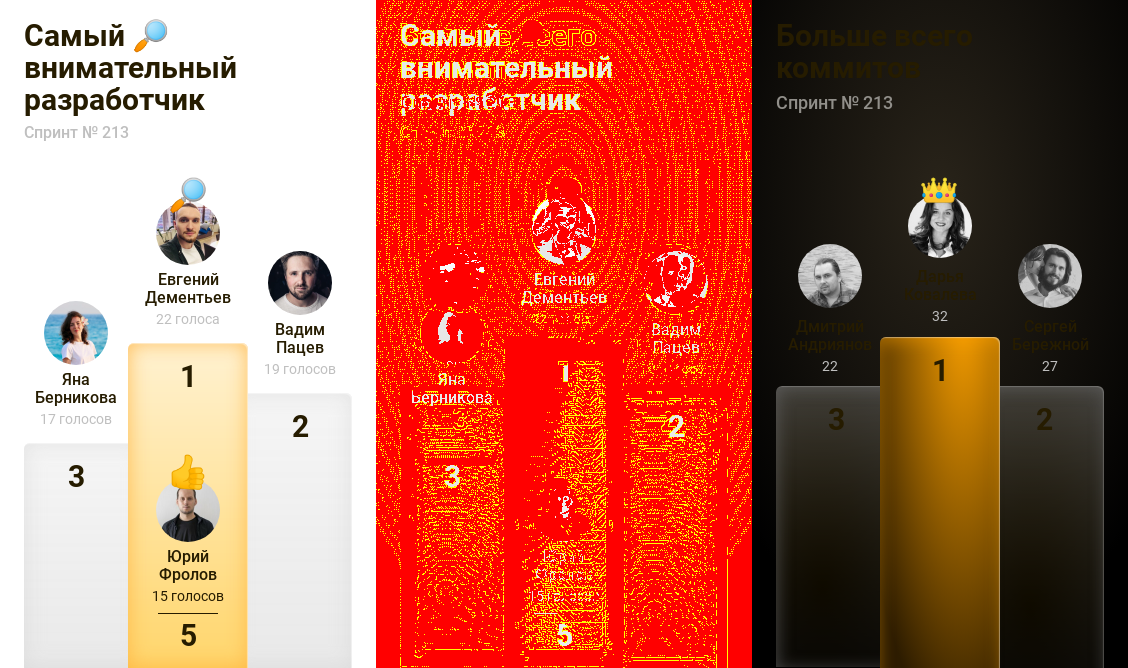 Самый
внимательный
разработчик
Спринт № 213
Евгений
Дементьев
22 голоса
Вадим
Пацев
19 голосов
Яна
Берникова
17 голосов
1
2
3
Юрий
Фролов
15 голосов
5
Самый
внимательный
разработчик
Евгений
Дементьев
Вадим
Пацев
Яна
Берникова
1
2
3
5
Больше всего
коммитов
Спринт № 213
32
Дмитрий
Андриянов
22
Сергей
Бережной
27
1
3
2